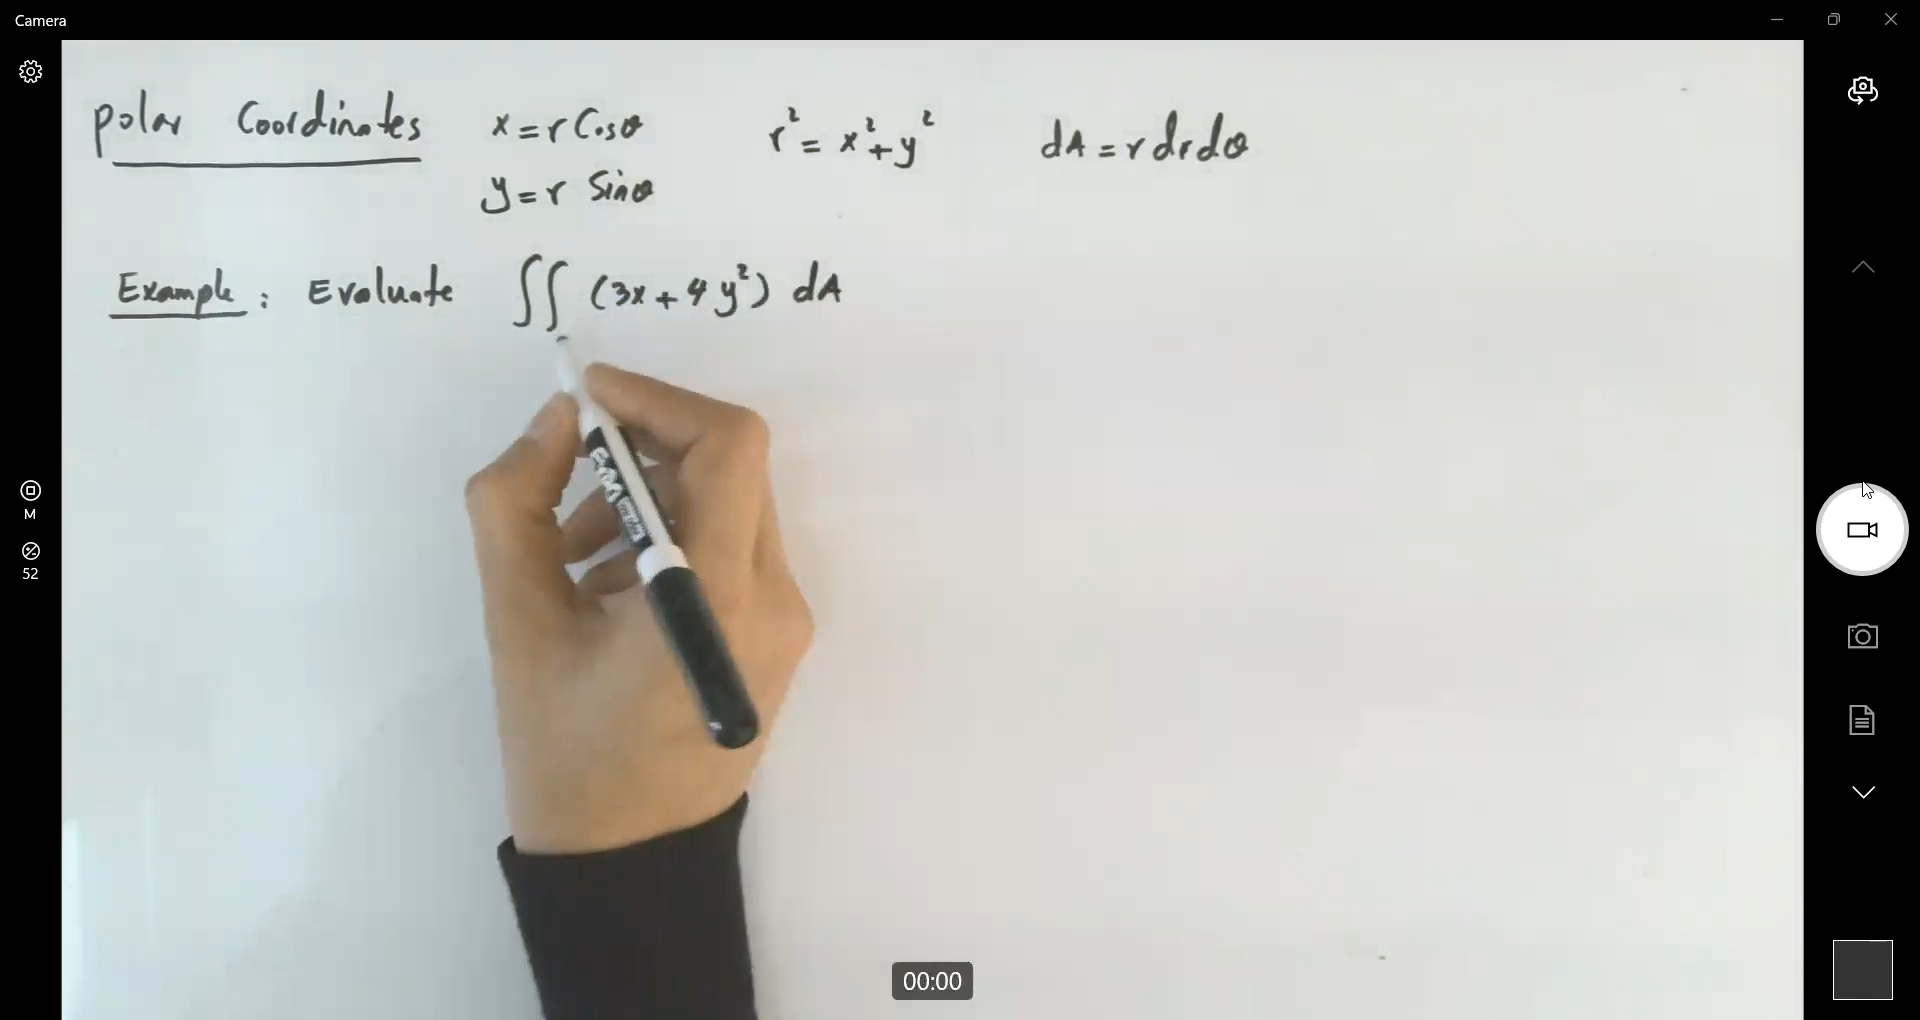 Camera
polar Coordinates x = r Cosθ r² = x² + y² dA = r dr dθ
y = r Sinθ
Example : Evaluate ∬ (3x + 4y²) dA
EXPO
M
52
00:00